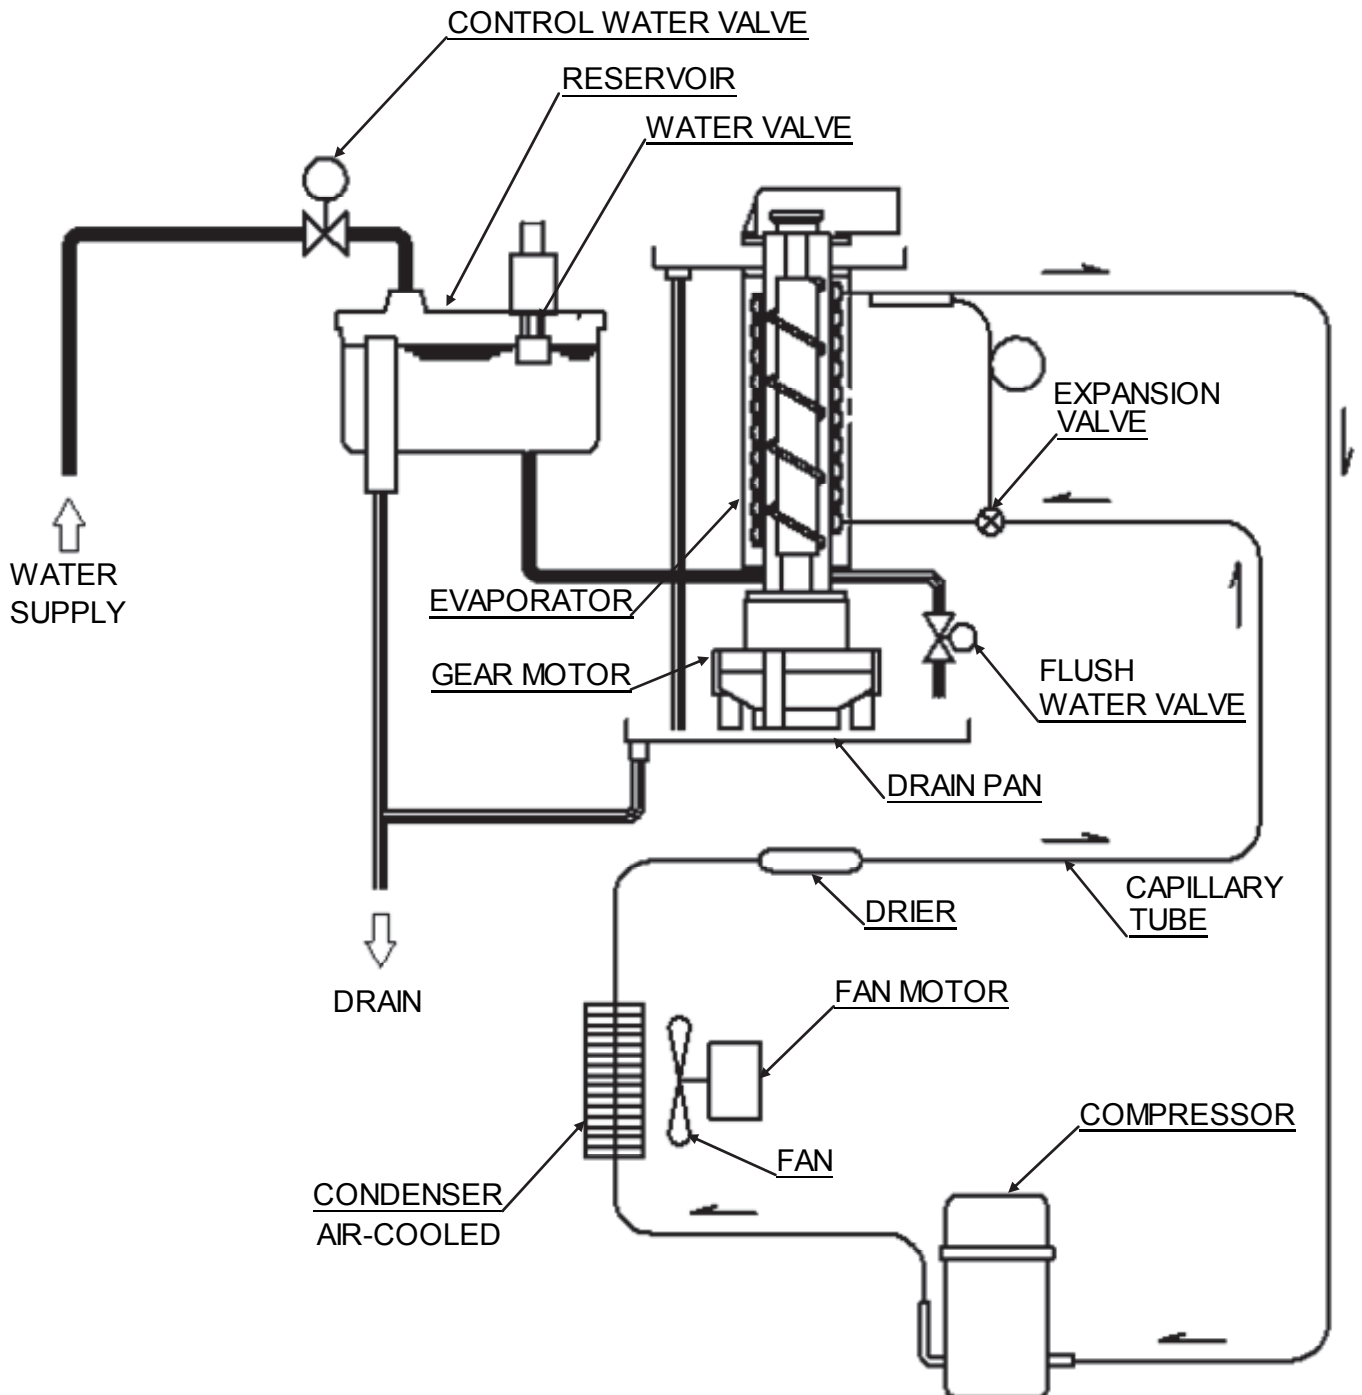 CONTROL WATER VALVE
RESERVOIR
WATER VALVE
EXPANSION
VALVE
WATER
SUPPLY
EVAPORATOR
GEAR MOTOR
FLUSH
WATER VALVE
DRAIN PAN
CAPILLARY
TUBE
DRIER
DRAIN
FAN MOTOR
COMPRESSOR
FAN
CONDENSER
AIR-COOLED